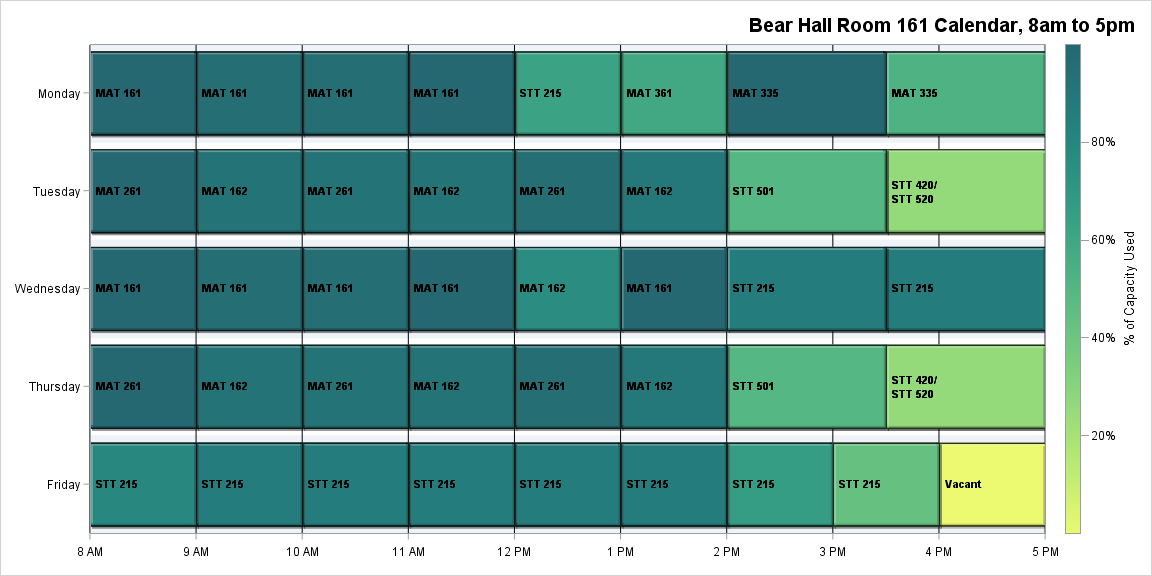 Bear Hall Room 161 Calendar, 8am to 5pm
Monday
MAT 161
MAT 161
MAT 161
MAT 161
STT 215
MAT 361
MAT 335
MAT 335
Tuesday
MAT 261
MAT 162
MAT 261
MAT 162
MAT 261
MAT 162
STT 501
STT 420/
STT 520
Wednesday
MAT 161
MAT 161
MAT 161
MAT 161
MAT 162
MAT 161
STT 215
STT 215
Thursday
MAT 261
MAT 162
MAT 261
MAT 162
MAT 261
MAT 162
STT 501
STT 420/
STT 520
Friday
STT 215
STT 215
STT 215
STT 215
STT 215
STT 215
STT 215
STT 215
Vacant
8 AM
9 AM
10 AM
11 AM
12 PM
1 PM
2 PM
3 PM
4 PM
5 PM
80%
60%
40%
20%
% of Capacity Used